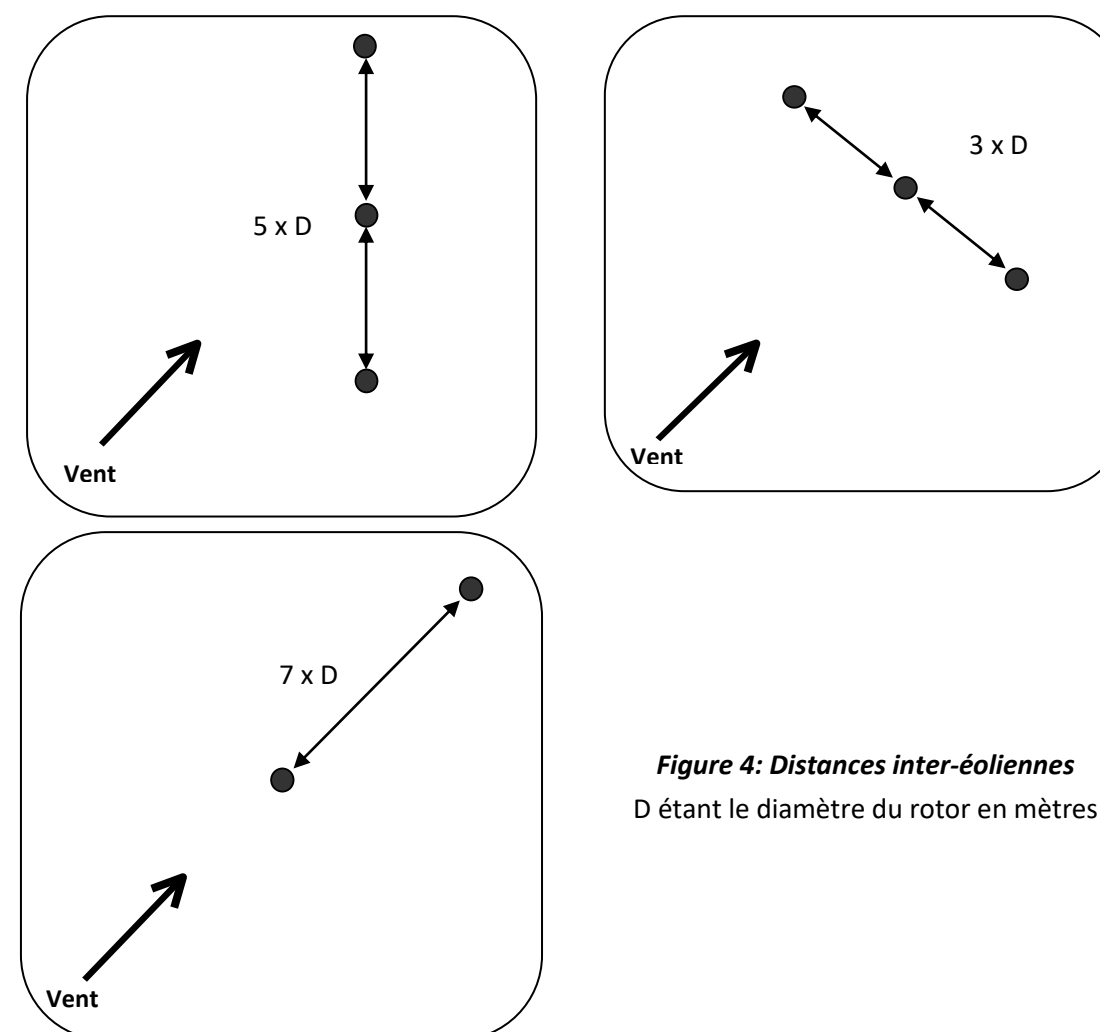 5 x D
Vent
3 x D
Vent
7 x D
Vent
Figure 4: Distances inter-éoliennes
D étant le diamètre du rotor en mètres